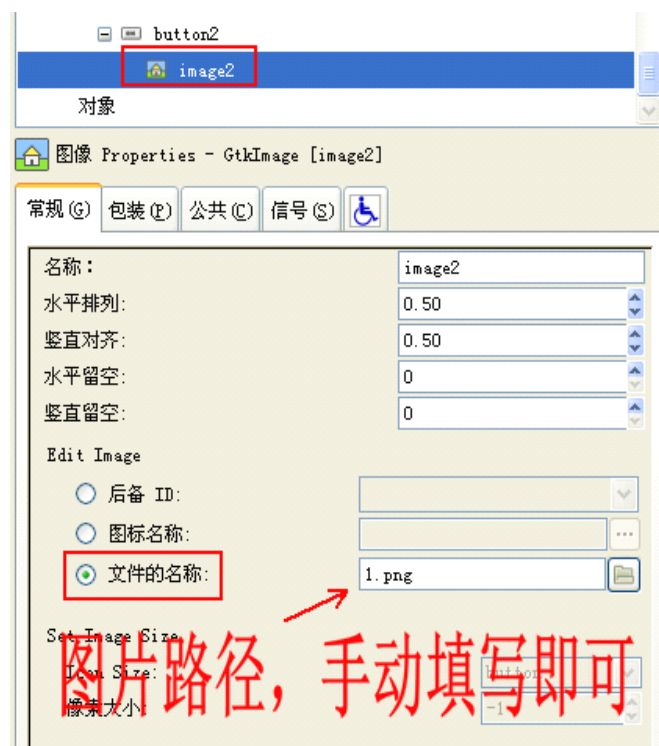 button2
image2
对象
图像 Properties - GtkImage [image2]
常规(G) 包装(P) 公共(C) 信号(S)
名称： image2
水平排列: 0.50
竖直对齐: 0.50
水平留空: 0
竖直留空: 0
Edit Image
后备 ID:
图标名称: ...
文件的名称: 1.png
Set Image Size
图片路径，手动填写即可
Icon Size: button
像素大小: -1